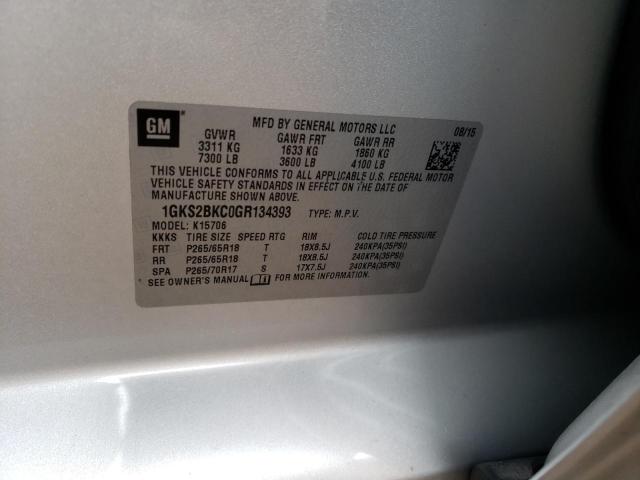 GM
MFD BY GENERAL MOTORS LLC 08/15
GVWR GAWR FRT GAWR RR
3311 KG 1633 KG 1860 KG
7300 LB 3600 LB 4100 LB
THIS VEHICLE CONFORMS TO ALL APPLICABLE U.S. FEDERAL MOTOR
VEHICLE SAFETY STANDARDS IN EFFECT ON THE DATE OF
MANUFACTURE SHOWN ABOVE.
1GKS2BKC0GR134393 TYPE: M.P.V.
MODEL: K15706
KKKS TIRE SIZE SPEED RTG RIM COLD TIRE PRESSURE
FRT P265/65R18 T 18X8.5J 240KPA(35PSI)
RR P265/65R18 T 18X8.5J 240KPA(35PSI)
SPA P265/70R17 S 17X7.5J 240KPA(35PSI)
SEE OWNER'S MANUAL FOR MORE INFORMATION.